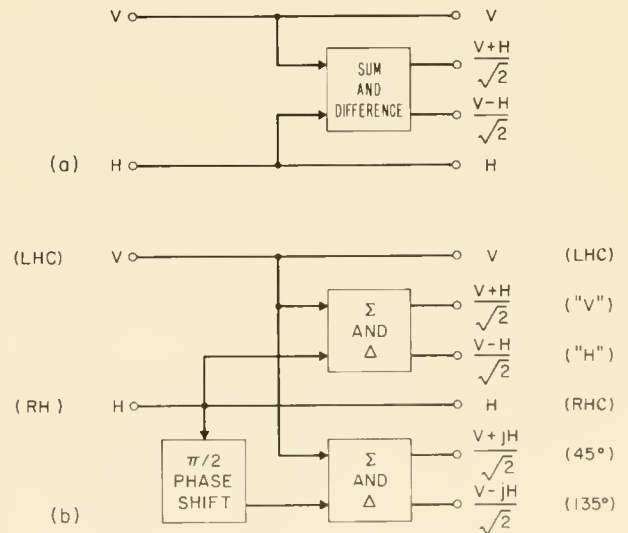 V V
SUM AND DIFFERENCE
V+H
√2
V-H
√2
(a) H H
(LHC) V V (LHC)
Σ AND Δ
V+H
√2
("V")
V-H
√2
("H")
(RH) H H (RHC)
π/2 PHASE SHIFT
Σ AND Δ
V+jH
√2
(45°)
V-jH
√2
(135°)
(b)